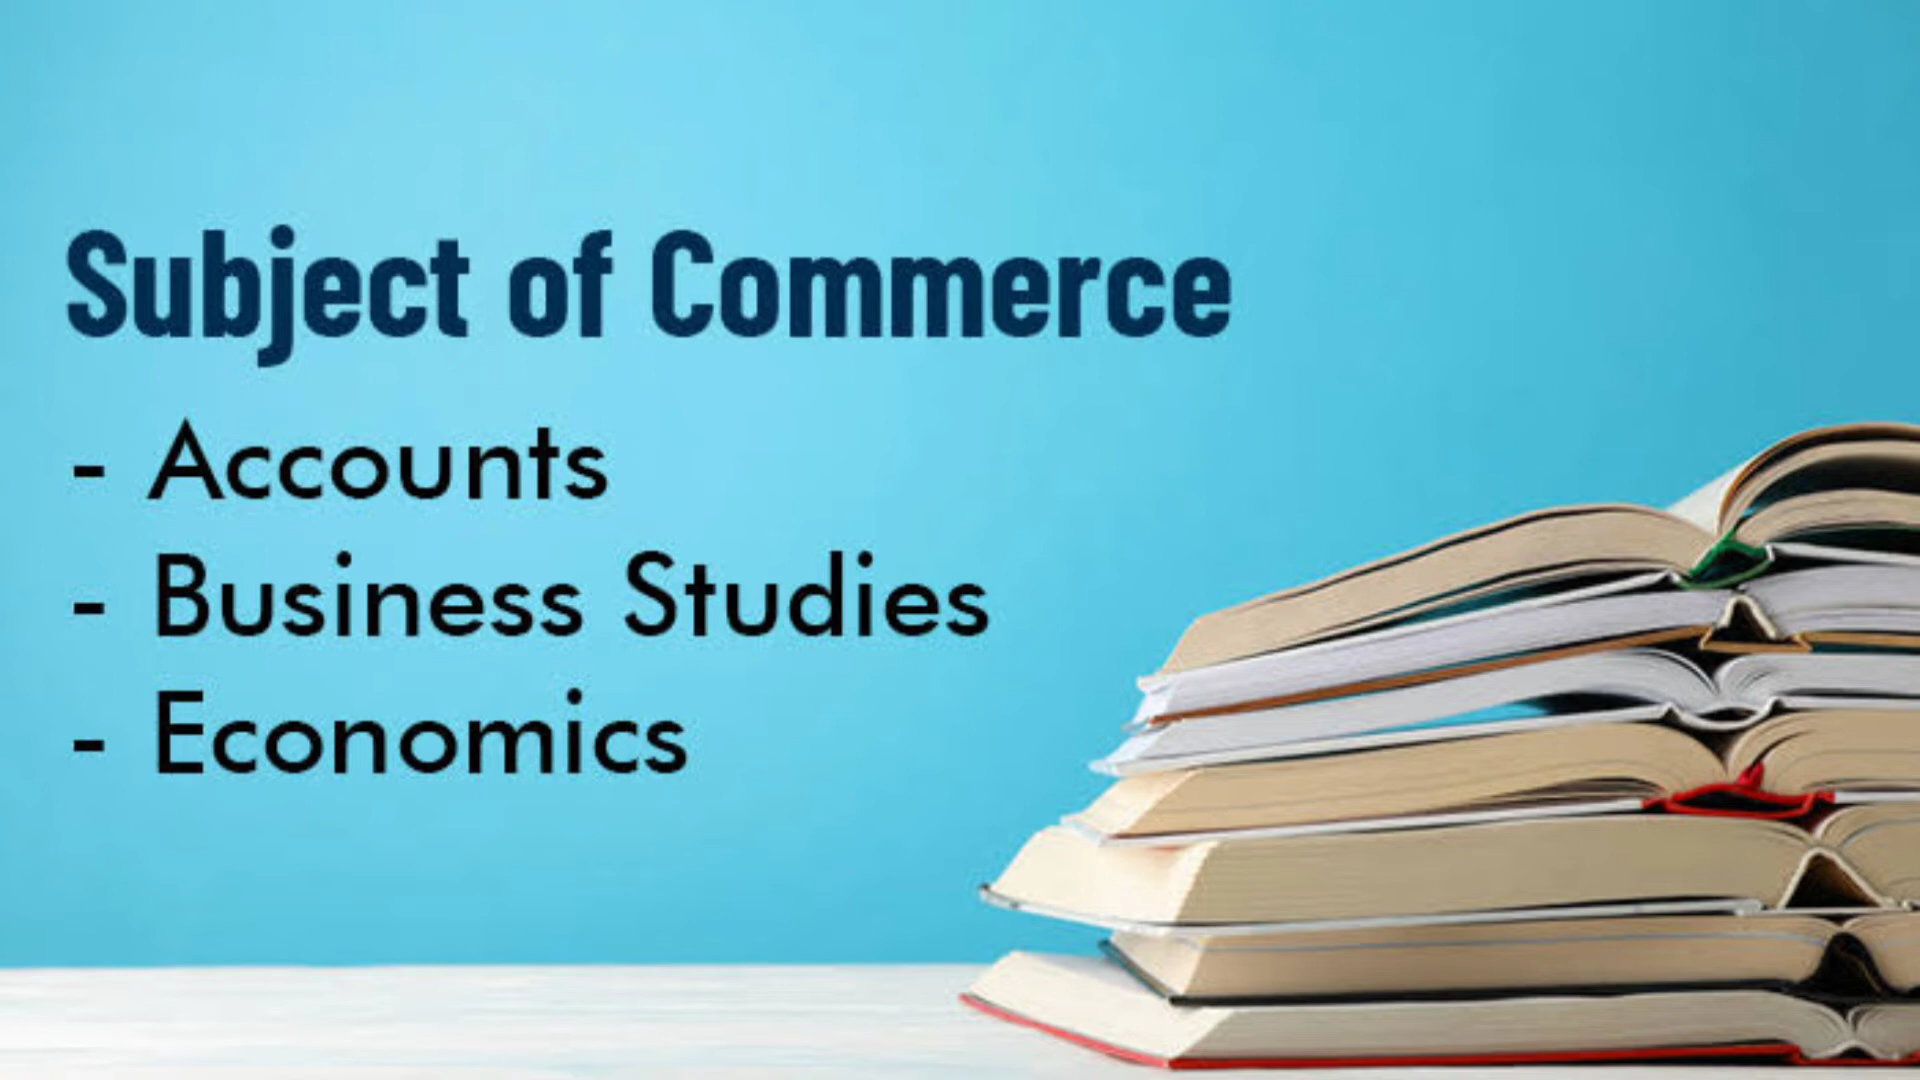 Subject of Commerce
- Accounts
- Business Studies
- Economics